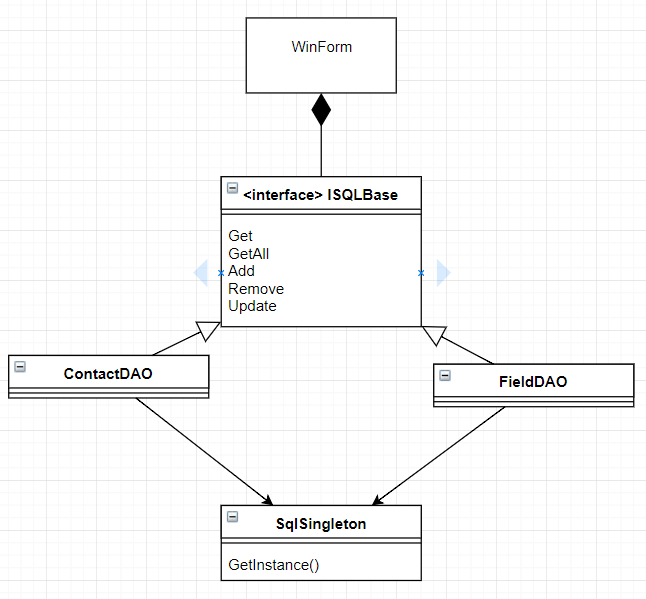 WinForm
<interface> ISQLBase
Get
GetAll
Add
Remove
Update
ContactDAO
FieldDAO
SqlSingleton
GetInstance()